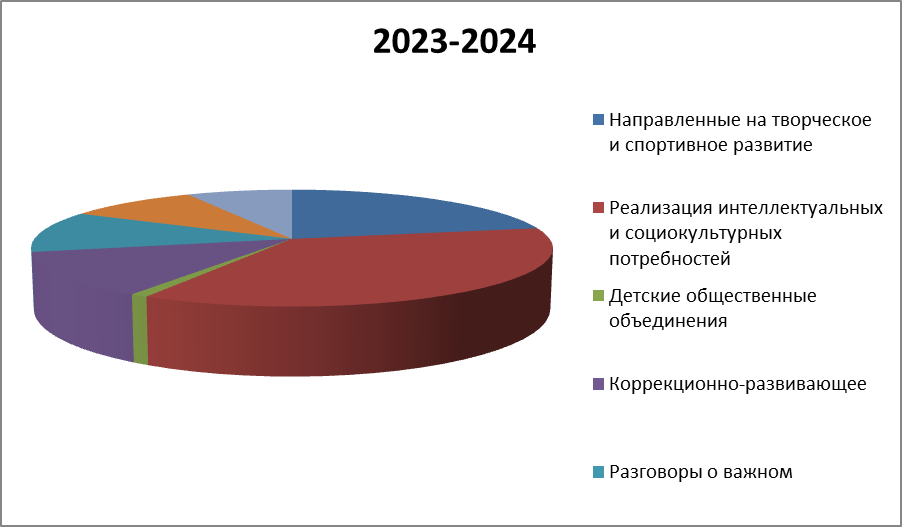 2023-2024
Направленные на творческое
и спортивное развитие
Реализация интеллектуальных
и социокультурных
потребностей
Детские общественные
объединения
Коррекционно-развивающее
Разговоры о важном